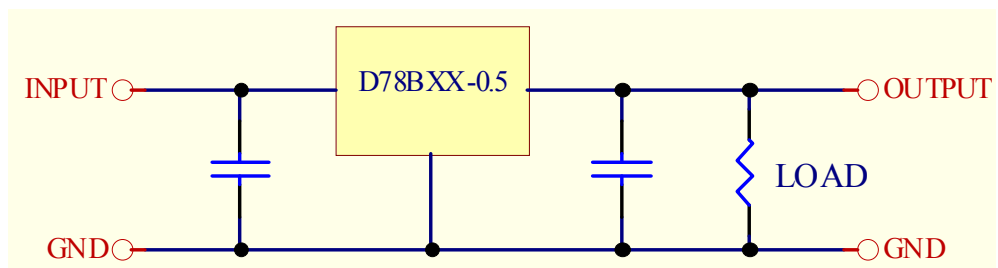 INPUT
D78BXX-0.5
OUTPUT
LOAD
GND
GND